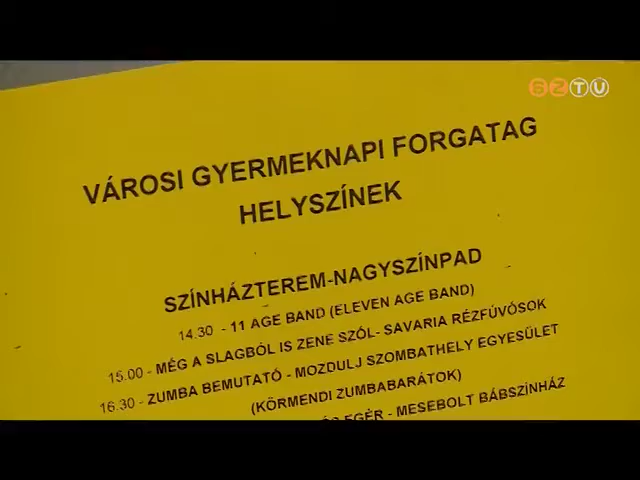 SZTV
VÁROSI GYERMEKNAPI FORGATAG
HELYSZÍNEK
SZÍNHÁZTEREM-NAGYSZÍNPAD
14.30 - 11 AGE BAND (ELEVEN AGE BAND)
15.00 - MÉG A SLAGBÓL IS ZENE SZÓL- SAVARIA RÉZFÚVÓSOK
16.30 - ZUMBA BEMUTATÓ - MOZDULJ SZOMBATHELY EGYESÜLET
(KÖRMENDI ZUMBABARÁTOK)
EGÉR - MESEBOLT BÁBSZÍNHÁZ